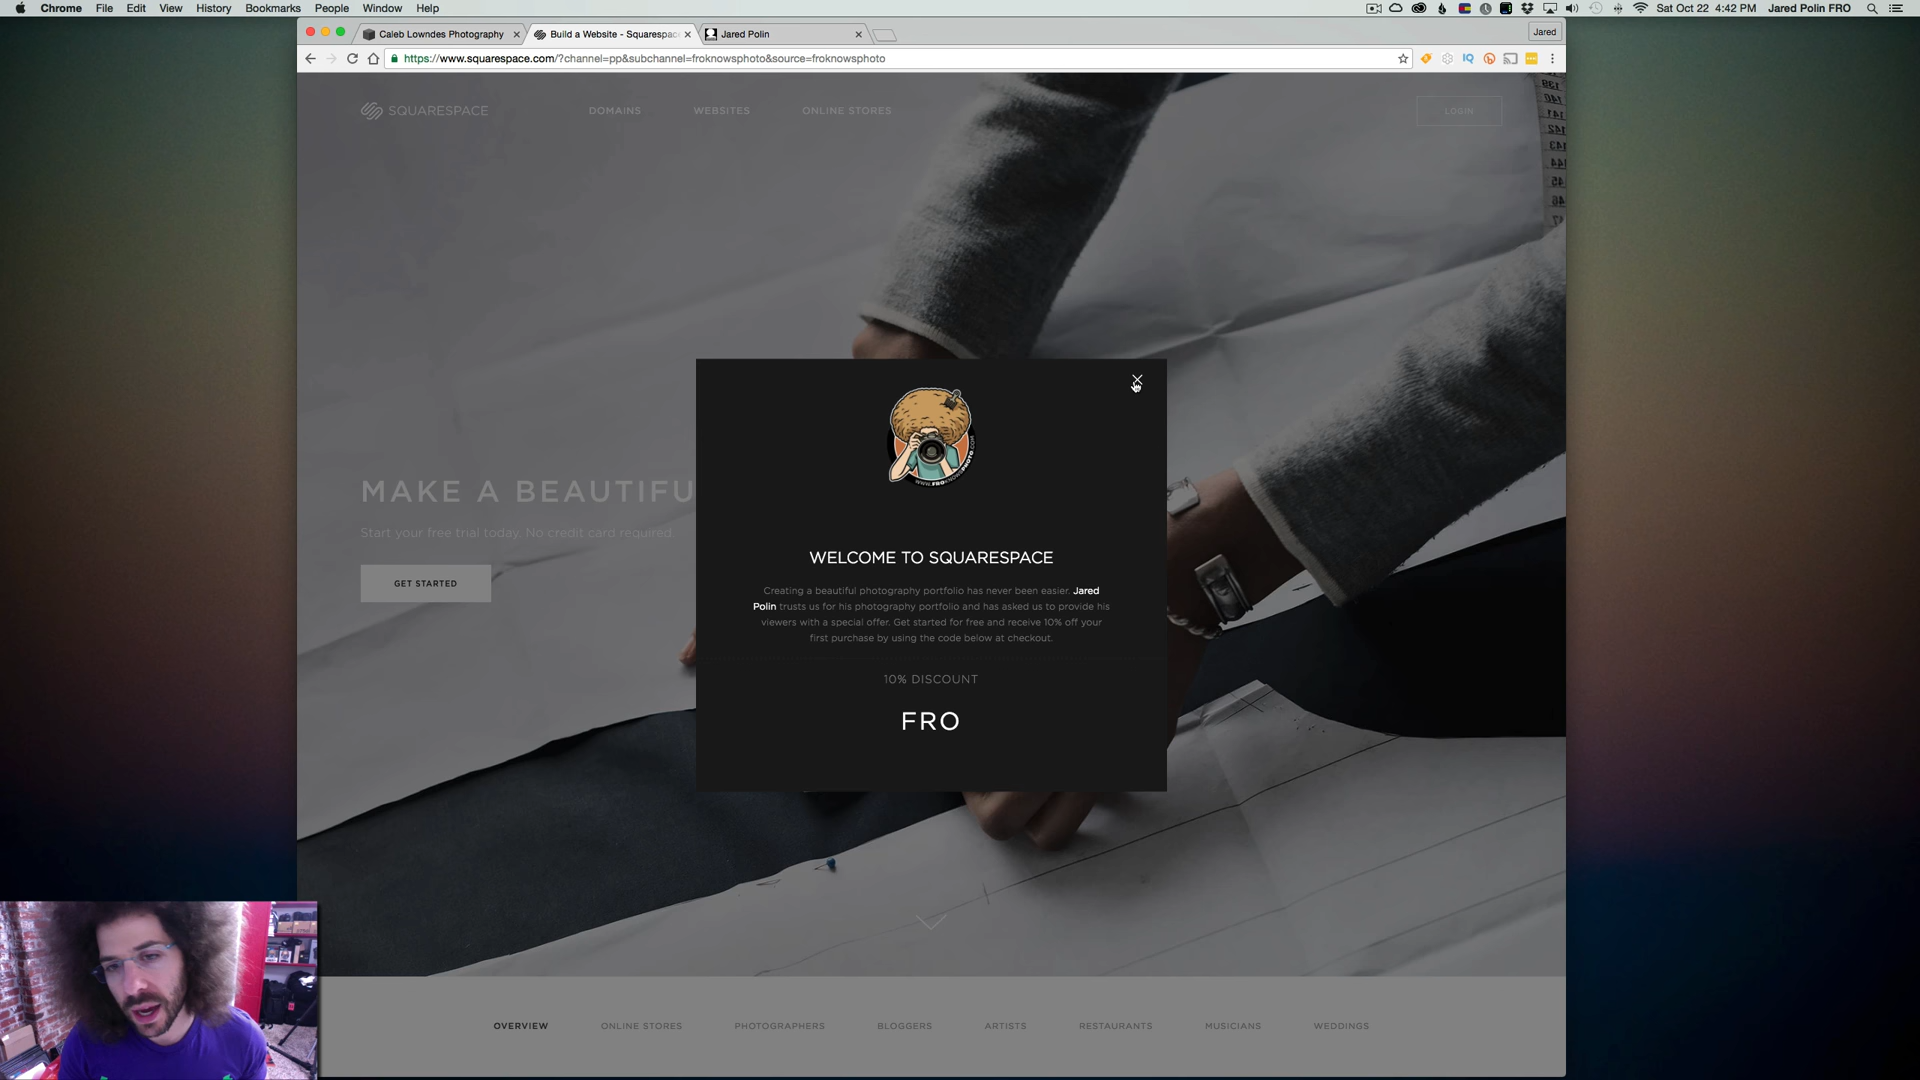 Chrome File Edit View History Bookmarks People Window Help
Sat Oct 22 4:42 PM Jared Polin FRO
Caleb Lowndes Photography
Build a Website - Squarespac
Jared Polin
Jared
https://www.squarespace.com/?channel=pp&subchannel=froknowsphoto&source=froknowsphoto
SQUARESPACE
DOMAINS
WEBSITES
ONLINE STORES
LOGIN
MAKE A BEAUTIFU
Start your free trial today. No credit card required.
GET STARTED
WWW.FROKNOWSPHOTO.COM
WELCOME TO SQUARESPACE
Creating a beautiful photography portfolio has never been easier. Jared
Polin trusts us for his photography portfolio and has asked us to provide his
viewers with a special offer. Get started for free and receive 10% off your
first purchase by using the code below at checkout.
10% DISCOUNT
FRO
OVERVIEW
ONLINE STORES
PHOTOGRAPHERS
BLOGGERS
ARTISTS
RESTAURANTS
MUSICIANS
WEDDINGS